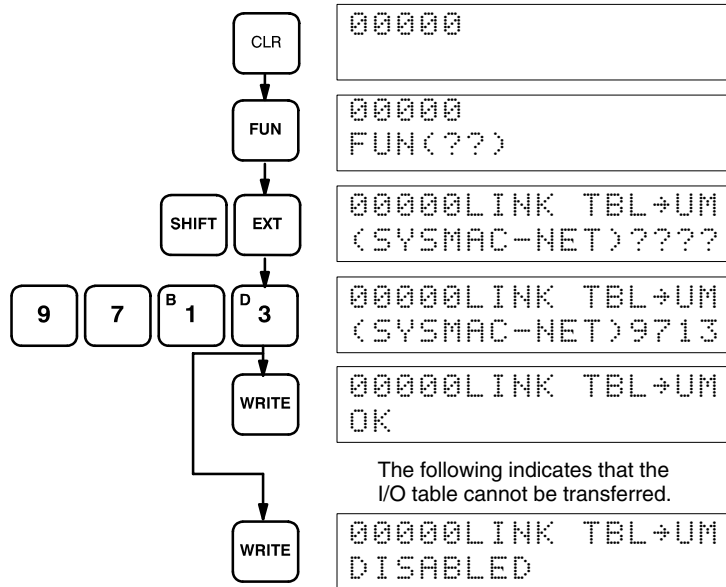 CLR
00000
FUN
00000
FUN(??)
SHIFT EXT
00000LINK TBL→UM
(SYSMAC-NET)????
9 7 B 1 D 3
00000LINK TBL→UM
(SYSMAC-NET)9713
WRITE
00000LINK TBL→UM
OK
The following indicates that the
I/O table cannot be transferred.
WRITE
00000LINK TBL→UM
DISABLED